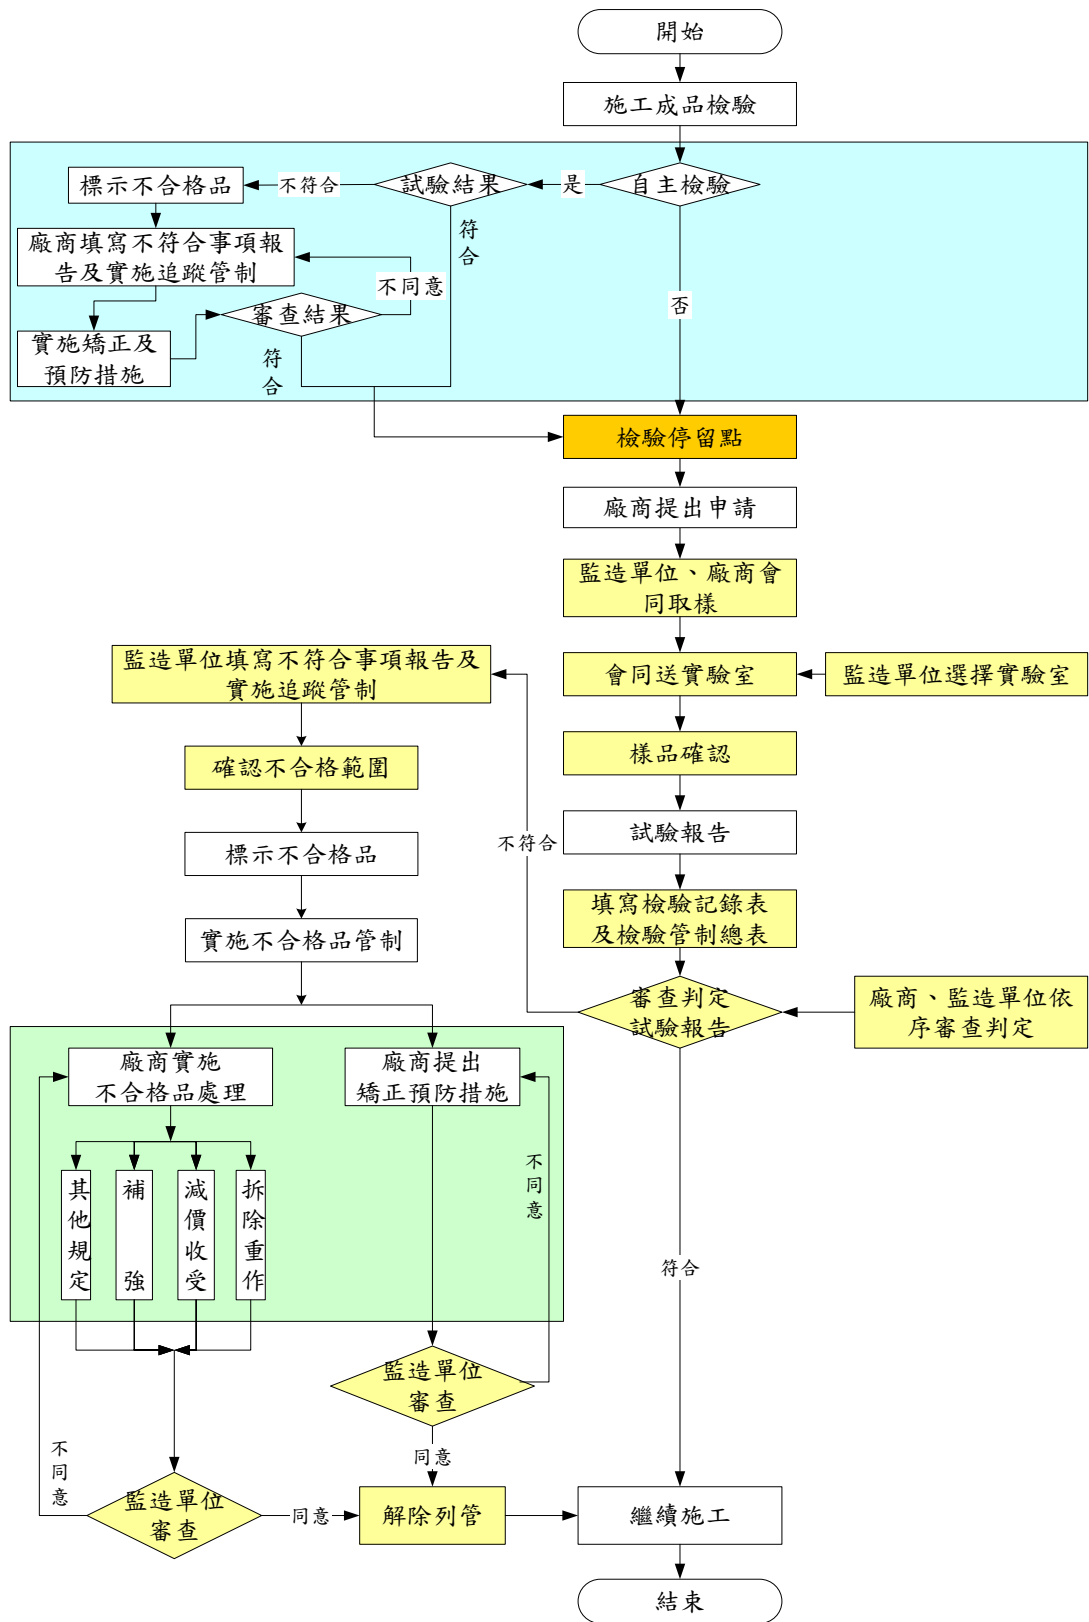 開始
施工成品檢驗
自主檢驗
是
試驗結果
不符合
標示不合格品
廠商填寫不符合事項報
告及實施追蹤管制
符
合
不同意
審查結果
否
實施矯正及
預防措施
符
合
檢驗停留點
廠商提出申請
監造單位、廠商會
同取樣
監造單位填寫不符合事項報告及
實施追蹤管制
會同送實驗室
監造單位選擇實驗室
確認不合格範圍
樣品確認
標示不合格品
試驗報告
不符合
實施不合格品管制
填寫檢驗記錄表
及檢驗管制總表
審查判定
試驗報告
廠商、監造單位依
序審查判定
廠商實施
不合格品處理
廠商提出
矯正預防措施
其他規定
補強
減價收受
拆除重作
不同意
符合
監造單位
審查
不同意
同意
監造單位
審查
同意
解除列管
繼續施工
結束